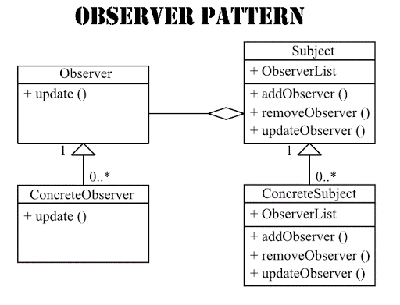 OBSERVER PATTERN
Observer
+ update ()
Subject
+ ObserverList
+ addObserver ()
+ removeObserver ()
+ updateObserver ()
1
0..*
1
0..*
ConcreteObserver
+ update ()
ConcreteSubject
+ ObserverList
+ addObserver ()
+ removeObserver ()
+ updateObserver ()